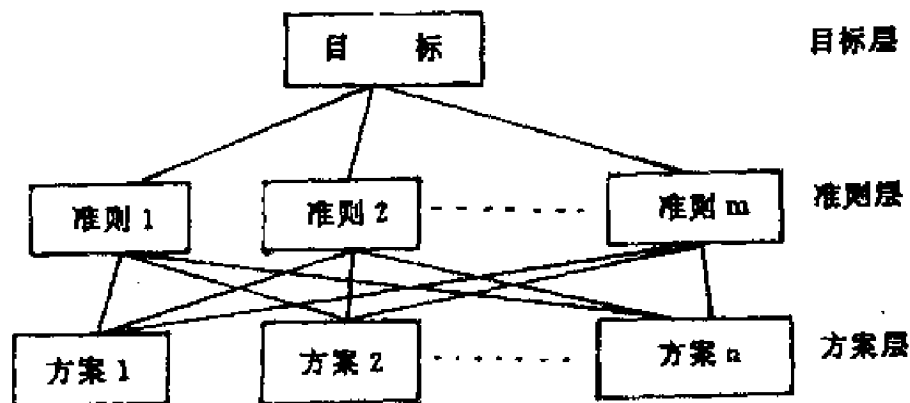 目 标 目标层
准则 1 准则 2 准则 m 准则层
方案 1 方案 2 方案 n 方案层